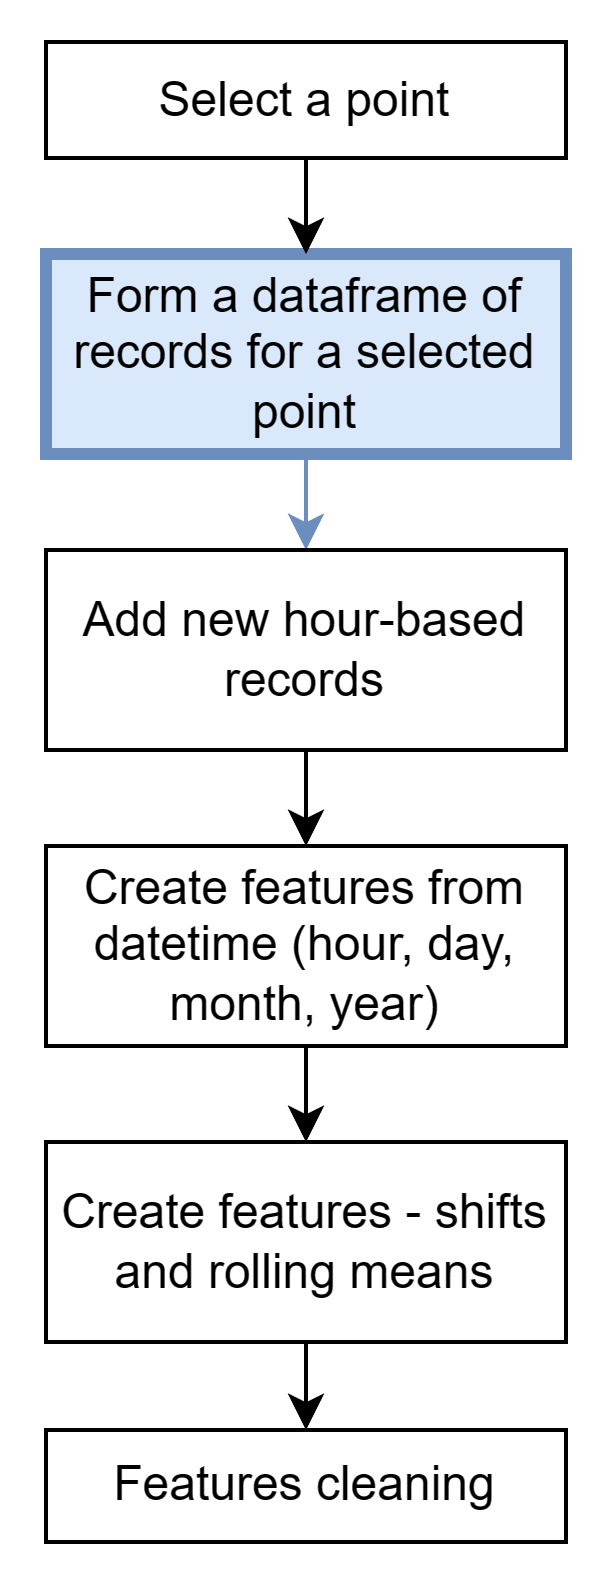 Select a point
Form a dataframe of
records for a selected
point
Add new hour-based
records
Create features from
datetime (hour, day,
month, year)
Create features - shifts
and rolling means
Features cleaning